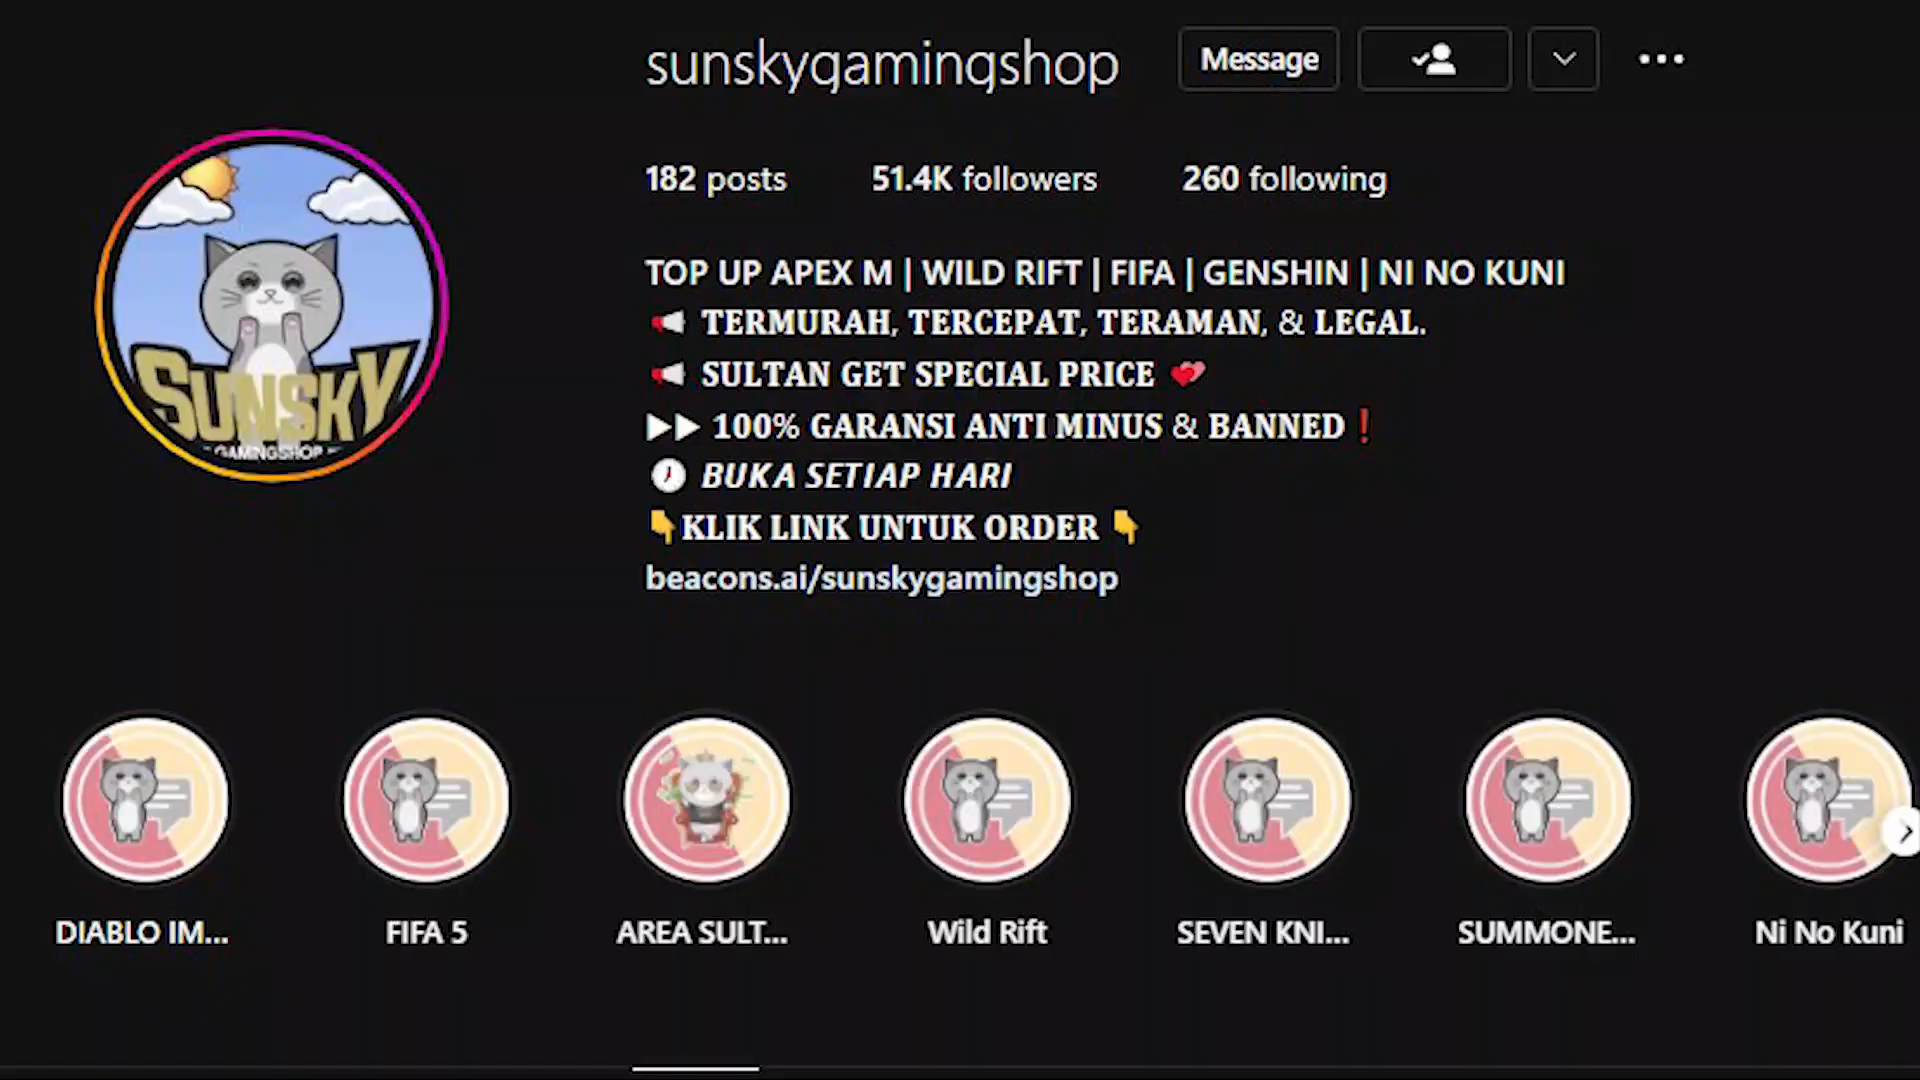 sunskygamingshop
Message
182 posts
51.4K followers
260 following
TOP UP APEX M | WILD RIFT | FIFA | GENSHIN | NI NO KUNI
📢 TERMURAH, TERCEPAT, TERAMAN, & LEGAL.
📢 SULTAN GET SPECIAL PRICE 💕
▶▶ 100% GARANSI ANTI MINUS & BANNED❗
🕖 BUKA SETIAP HARI
👇KLIK LINK UNTUK ORDER 👇
beacons.ai/sunskygamingshop
SUNSKY
GAMINGSHOP
DIABLO IM...
FIFA 5
AREA SULT...
Wild Rift
SEVEN KNI...
SUMMONE...
Ni No Kuni